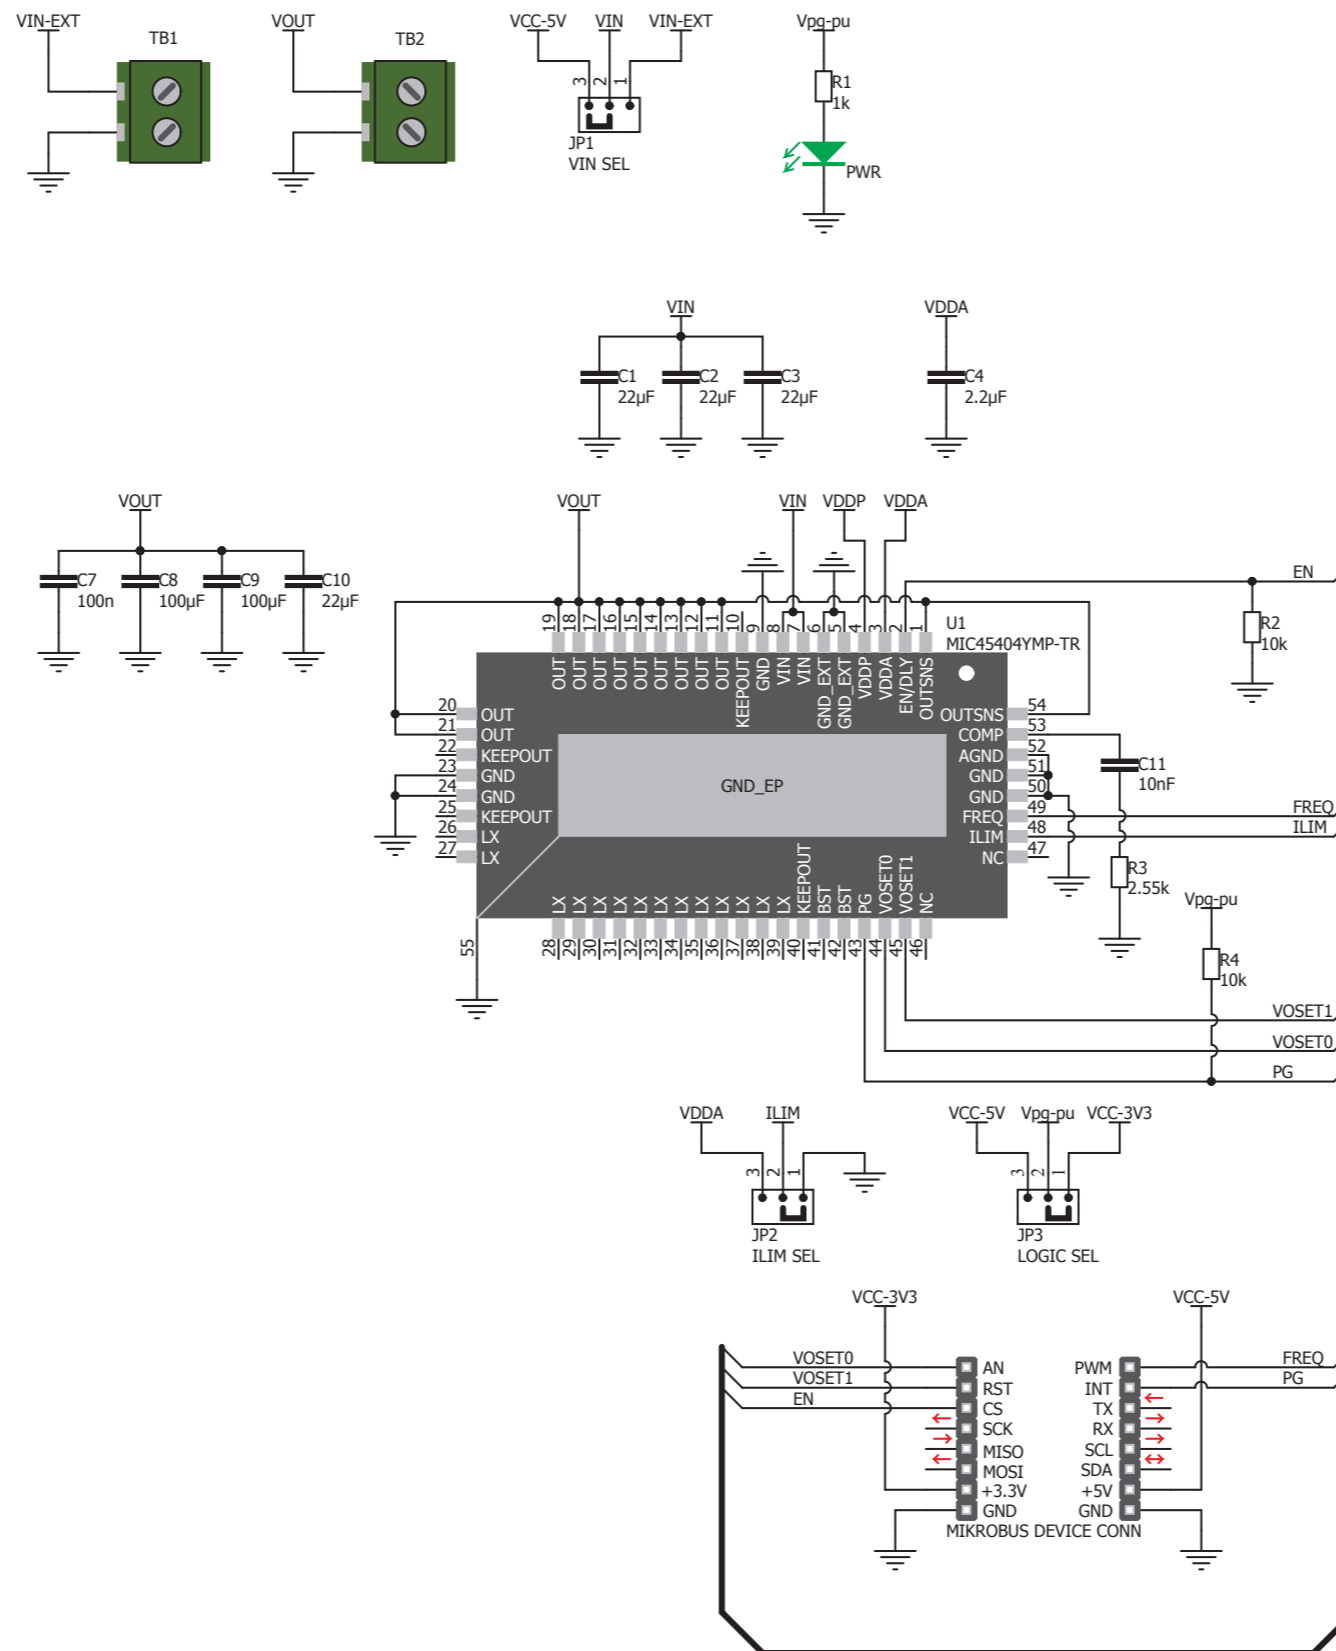 VIN-EXT
TB1
VOUT
TB2
VCC-5V VIN VIN-EXT
3 2 1
JP1
VIN SEL
Vpg-pu
R1
1k
PWR
VIN
C1
22µF
C2
22µF
C3
22µF
VDDA
C4
2.2µF
VOUT
C7
100n
C8
100µF
C9
100µF
C10
22µF
VOUT
VIN VDDP VDDA
EN
R2
10k
U1
MIC45404YMP-TR
19 18 17 16 15 14 13 12 11 10 9 8 7 6 5 4 3 2 1
OUT OUT OUT OUT OUT OUT OUT OUT OUT KEEPOUT GND VIN VIN GND_EXT GND_EXT VDDP VDDA EN/DLY OUTSNS
20 OUT
21 OUT
22 KEEPOUT
23 GND
24 GND
25 KEEPOUT
26 LX
27 LX
GND_EP
OUTSNS 54
COMP 53
AGND 52
GND 51
GND 50
FREQ 49
ILIM 48
NC 47
C11
10nF
FREQ
ILIM
R3
2.55k
LX LX LX LX LX LX LX LX LX LX LX LX KEEPOUT BST BST PG VOSET0 VOSET1 NC
55
28 29 30 31 32 33 34 35 36 37 38 39 40 41 42 43 44 45 46
Vpg-pu
R4
10k
VOSET1
VOSET0
PG
VDDA ILIM
3 2 1
JP2
ILIM SEL
VCC-5V Vpg-pu VCC-3V3
3 2 1
JP3
LOGIC SEL
VCC-3V3
VCC-5V
VOSET0 AN PWM FREQ
VOSET1 RST INT PG
EN CS TX
SCK RX
MISO SCL
MOSI SDA
+3.3V +5V
GND GND
MIKROBUS DEVICE CONN